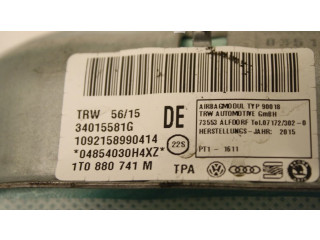 TRW 56/15
34015581G
1092158990414
*04854030H4XZ*
1T0 880 741 M
DE
22S
TPA
AIRBAGMODUL TYP 90010
TRW AUTOMOTIVE GmbH
73553 ALFDORF Tel.07172/302-0
HERSTELLUNGS-JAHR: 2015
PT1 - 1611